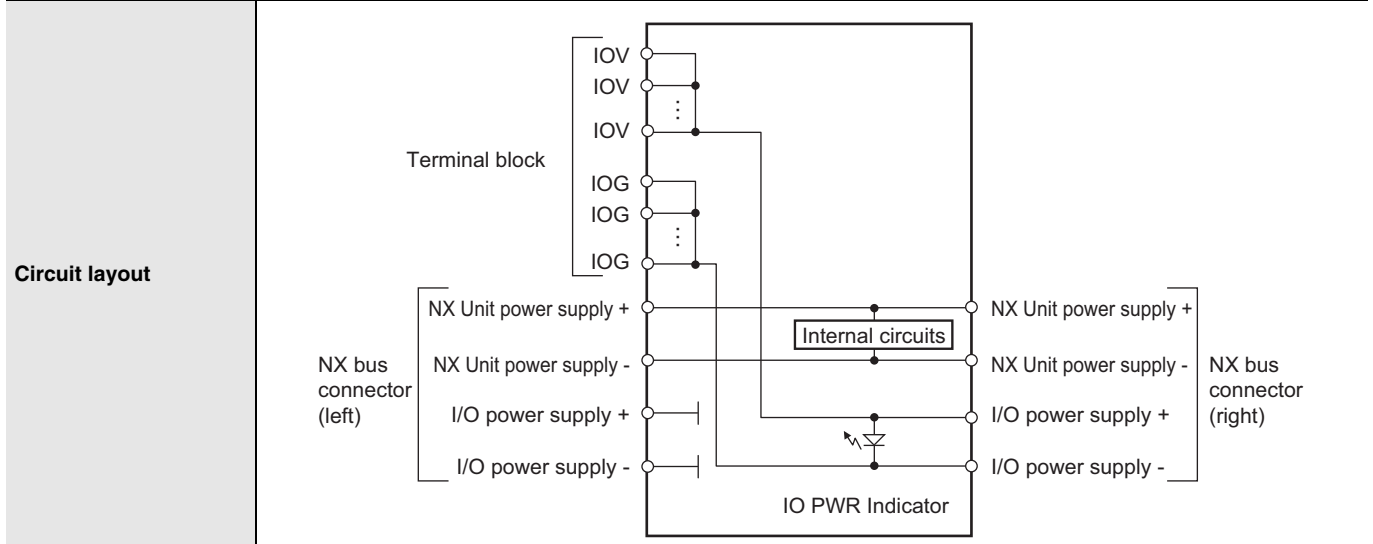 Circuit layout
Terminal block
IOV
IOV
⋮
IOV
IOG
IOG
⋮
IOG
NX bus
connector
(left)
NX Unit power supply +
NX Unit power supply -
I/O power supply +
I/O power supply -
Internal circuits
IO PWR Indicator
NX Unit power supply +
NX Unit power supply -
I/O power supply +
I/O power supply -
NX bus
connector
(right)